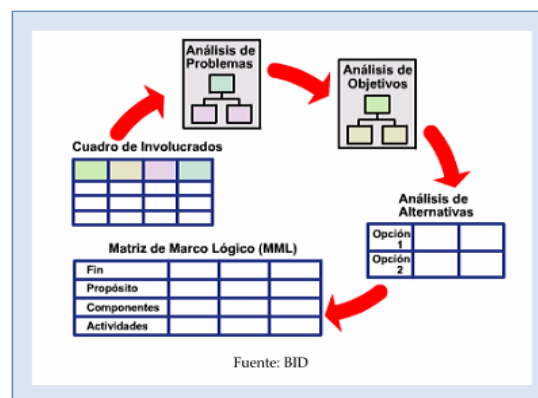 Análisis de
Problemas
Análisis de
Objetivos
Cuadro de Involucrados
Análisis de
Alternativas
Opción
1
Opción
2
Matriz de Marco Lógico (MML)
Fin
Propósito
Componentes
Actividades
Fuente: BID